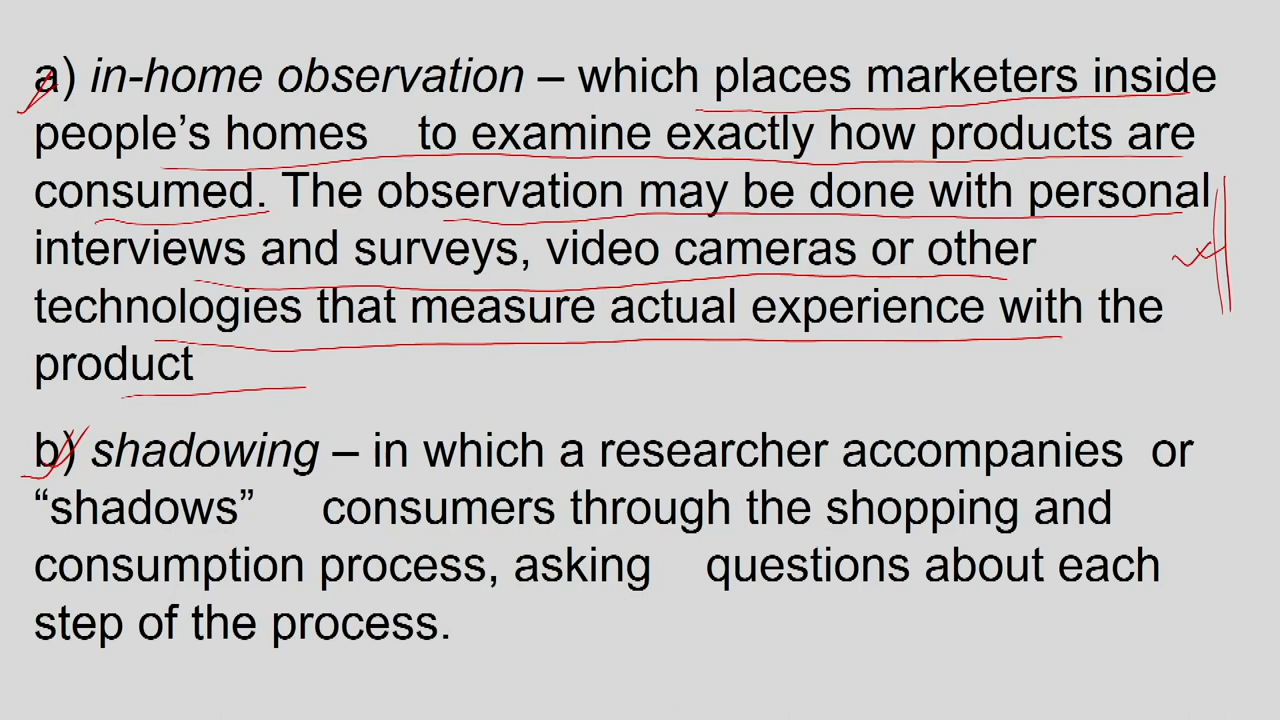 a) in-home observation – which places marketers inside
people’s homes to examine exactly how products are
consumed. The observation may be done with personal
interviews and surveys, video cameras or other
technologies that measure actual experience with the
product
b) shadowing – in which a researcher accompanies or
“shadows” consumers through the shopping and
consumption process, asking questions about each
step of the process.